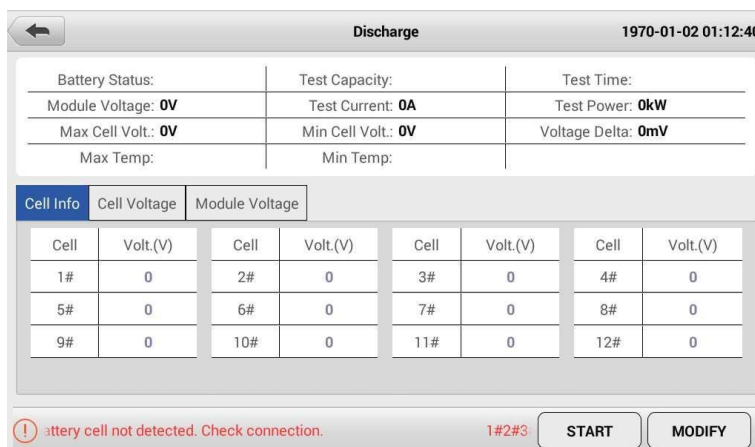 Discharge 1970-01-02 01:12:40
Battery Status: Test Capacity: Test Time:
Module Voltage: 0V Test Current: 0A Test Power: 0kW
Max Cell Volt.: 0V Min Cell Volt.: 0V Voltage Delta: 0mV
Max Temp: Min Temp:
Cell Info Cell Voltage Module Voltage
Cell Volt.(V) Cell Volt.(V) Cell Volt.(V) Cell Volt.(V)
1# 0 2# 0 3# 0 4# 0
5# 0 6# 0 7# 0 8# 0
9# 0 10# 0 11# 0 12# 0
attery cell not detected. Check connection. 1#2#3 START MODIFY